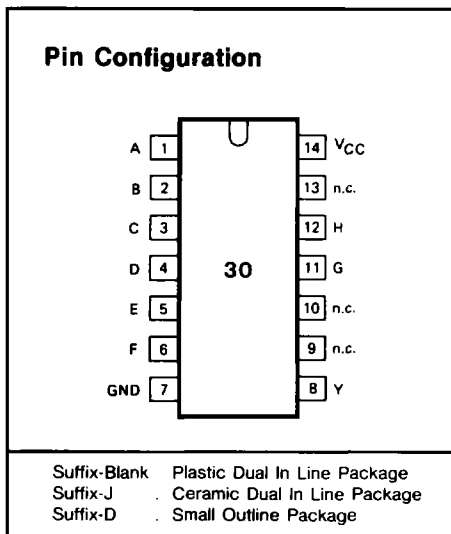 Pin Configuration
A 1 14 VCC
B 2 13 n.c.
C 3 12 H
D 4 30 11 G
E 5 10 n.c.
F 6 9 n.c.
GND 7 8 Y
Suffix-Blank Plastic Dual In Line Package
Suffix-J . Ceramic Dual In Line Package
Suffix-D . Small Outline Package